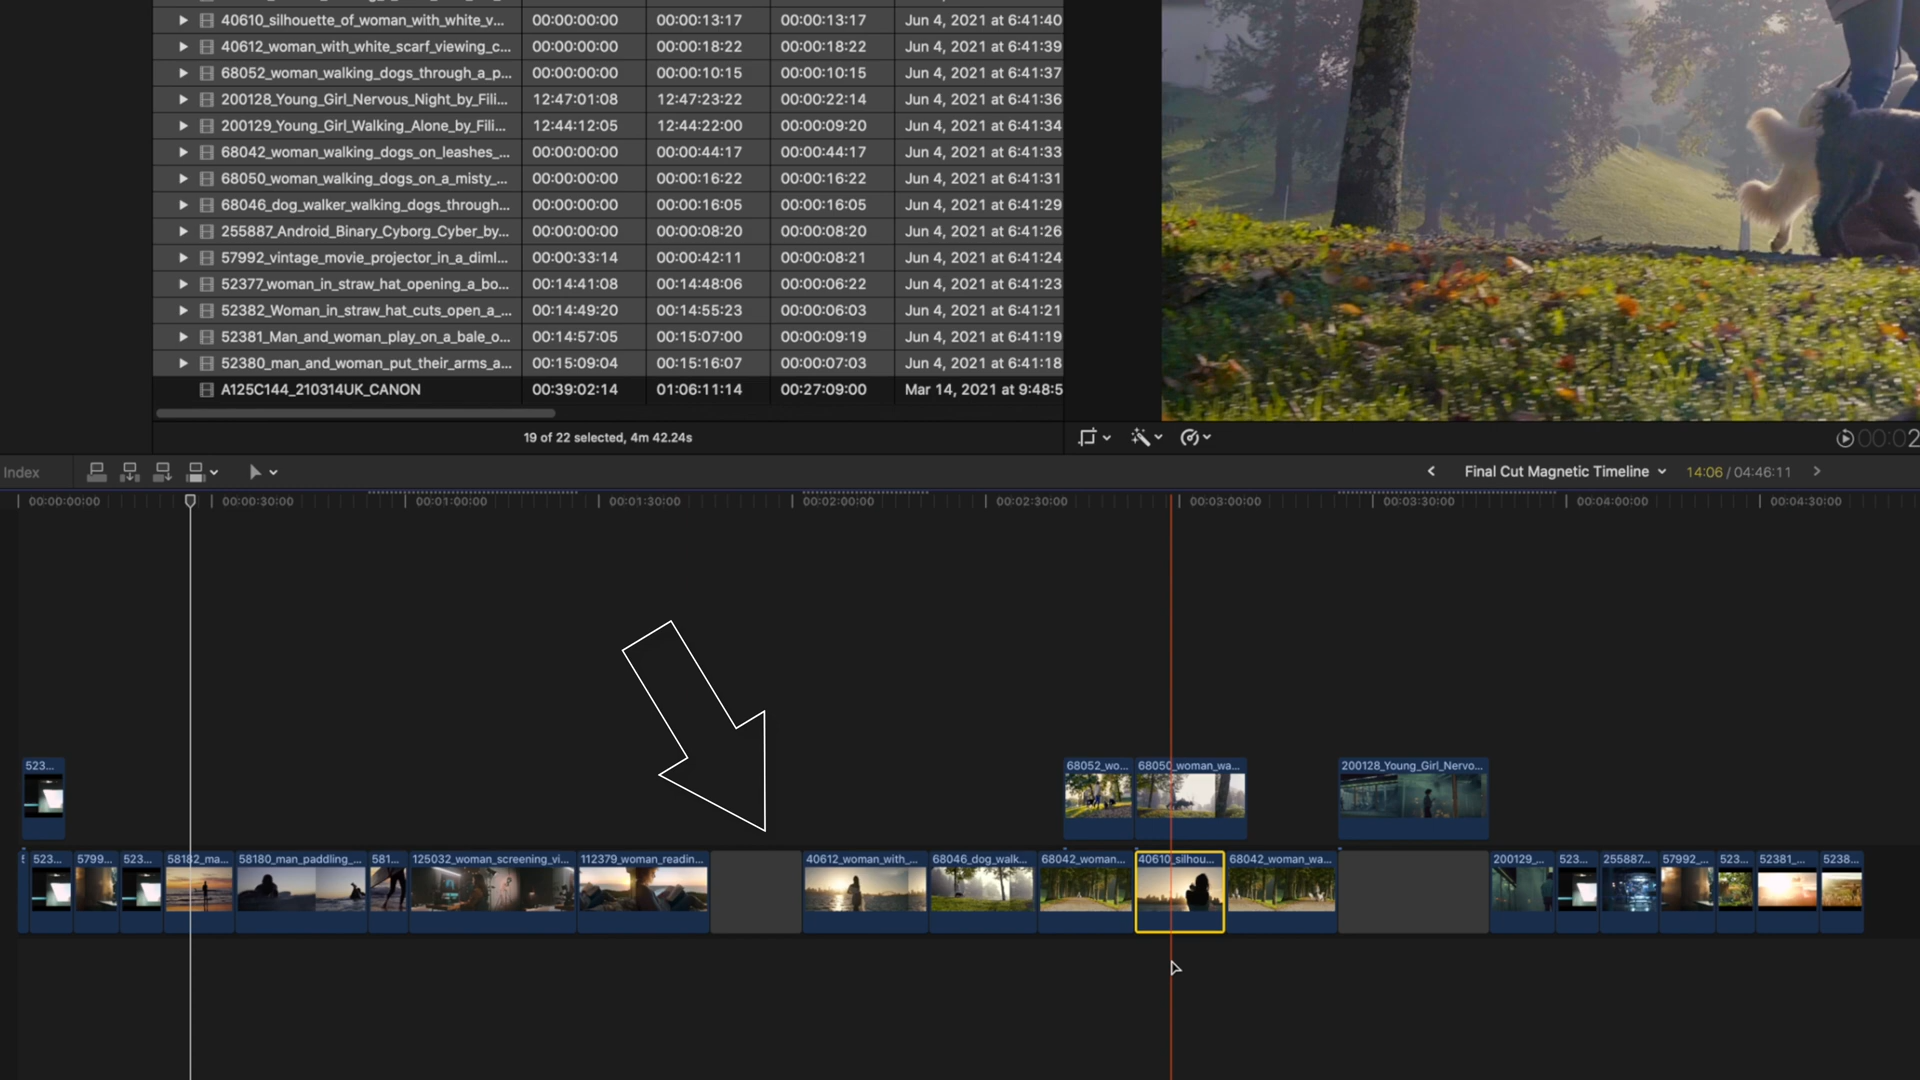 40610_silhouette_of_woman_with_white_v... 00:00:00:00 00:00:13:17 00:00:13:17 Jun 4, 2021 at 6:41:40
40612_woman_with_white_scarf_viewing_c... 00:00:00:00 00:00:18:22 00:00:18:22 Jun 4, 2021 at 6:41:39
68052_woman_walking_dogs_through_a_p... 00:00:00:00 00:00:10:15 00:00:10:15 Jun 4, 2021 at 6:41:37
200128_Young_Girl_Nervous_Night_by_Fili... 12:47:01:08 12:47:23:22 00:00:22:14 Jun 4, 2021 at 6:41:36
200129_Young_Girl_Walking_Alone_by_Fili... 12:44:12:05 12:44:22:00 00:00:09:20 Jun 4, 2021 at 6:41:34
68042_woman_walking_dogs_on_leashes_... 00:00:00:00 00:00:44:17 00:00:44:17 Jun 4, 2021 at 6:41:33
68050_woman_walking_dogs_on_a_misty_... 00:00:00:00 00:00:16:22 00:00:16:22 Jun 4, 2021 at 6:41:31
68046_dog_walker_walking_dogs_through... 00:00:00:00 00:00:16:05 00:00:16:05 Jun 4, 2021 at 6:41:29
255887_Android_Binary_Cyborg_Cyber_by... 00:00:00:00 00:00:08:20 00:00:08:20 Jun 4, 2021 at 6:41:26
57992_vintage_movie_projector_in_a_diml... 00:00:33:14 00:00:42:11 00:00:08:21 Jun 4, 2021 at 6:41:24
52377_woman_in_straw_hat_opening_a_bo... 00:14:41:08 00:14:48:06 00:00:06:22 Jun 4, 2021 at 6:41:23
52382_Woman_in_straw_hat_cuts_open_a_... 00:14:49:20 00:14:55:23 00:00:06:03 Jun 4, 2021 at 6:41:21
52381_Man_and_woman_play_on_a_bale_o... 00:14:57:05 00:15:07:00 00:00:09:19 Jun 4, 2021 at 6:41:19
52380_man_and_woman_put_their_arms_a... 00:15:09:04 00:15:16:07 00:00:07:03 Jun 4, 2021 at 6:41:18
A125C144_210314UK_CANON 00:39:02:14 01:06:11:14 00:27:09:00 Mar 14, 2021 at 9:48:5
19 of 22 selected, 4m 42.24s
00:02
Index Final Cut Magnetic Timeline 14:06 / 04:46:11
00:00:00:00 00:00:30:00 00:01:00:00 00:01:30:00 00:02:00:00 00:02:30:00 00:03:00:00 00:03:30:00 00:04:00:00 00:04:30:00
523... 68052_wo... 68050_woman_wa... 200128_Young_Girl_Nervo...
523... 5799... 523... 58182_ma... 58180_man_paddling_... 581... 125032_woman_screening_vi... 112379_woman_readin... 40612_woman_with_... 68046_dog_walk... 68042_woman... 40610_silhou... 68042_woman_wa... 200129_... 523... 255887... 57992_... 523... 52381_... 5238...